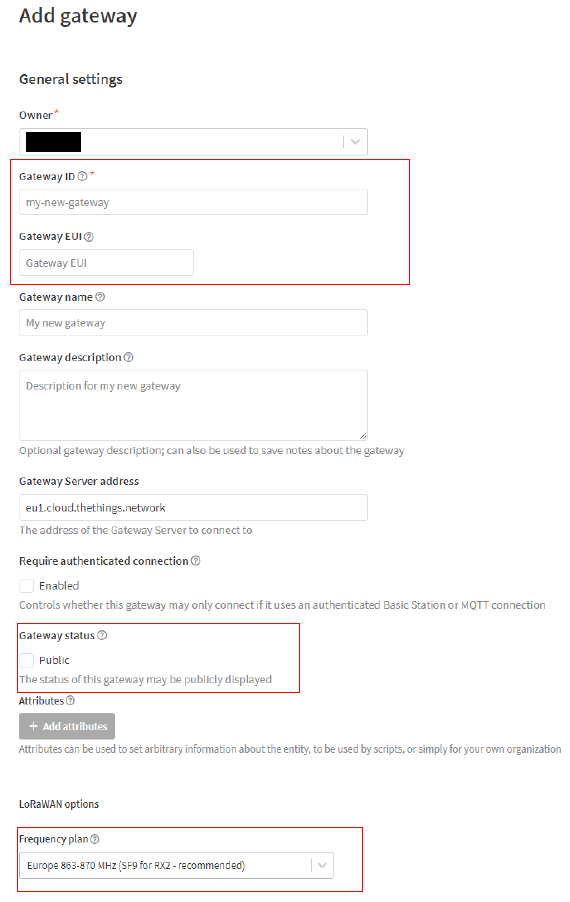 Add gateway
General settings
Owner *
Gateway ID *
my-new-gateway
Gateway EUI
Gateway EUI
Gateway name
My new gateway
Gateway description
Description for my new gateway
Optional gateway description; can also be used to save notes about the gateway
Gateway Server address
eu1.cloud.thethings.network
The address of the Gateway Server to connect to
Require authenticated connection
Enabled
Controls whether this gateway may only connect if it uses an authenticated Basic Station or MQTT connection
Gateway status
Public
The status of this gateway may be publicly displayed
Attributes
+ Add attributes
Attributes can be used to set arbitrary information about the entity, to be used by scripts, or simply for your own organization
LoRaWAN options
Frequency plan
Europe 863-870 MHz (SF9 for RX2 - recommended)